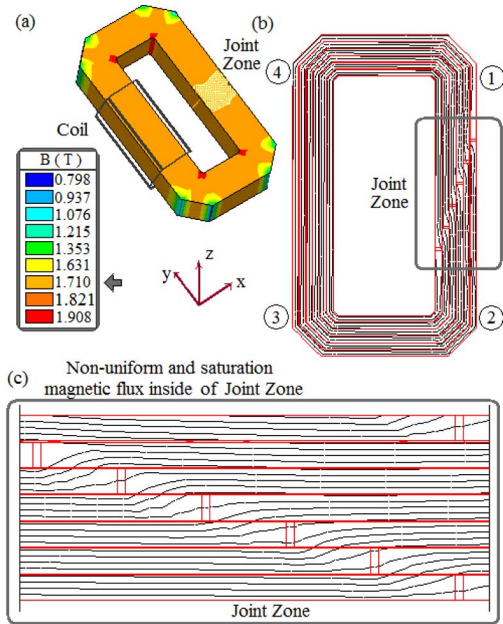 (a)
Joint
Zone
Coil
B ( T )
0.798
0.937
1.076
1.215
1.353
1.631
1.710
1.821
1.908
z
y
x
(b)
4
1
Joint
Zone
3
2
Non-uniform and saturation
magnetic flux inside of Joint Zone
(c)
Joint Zone